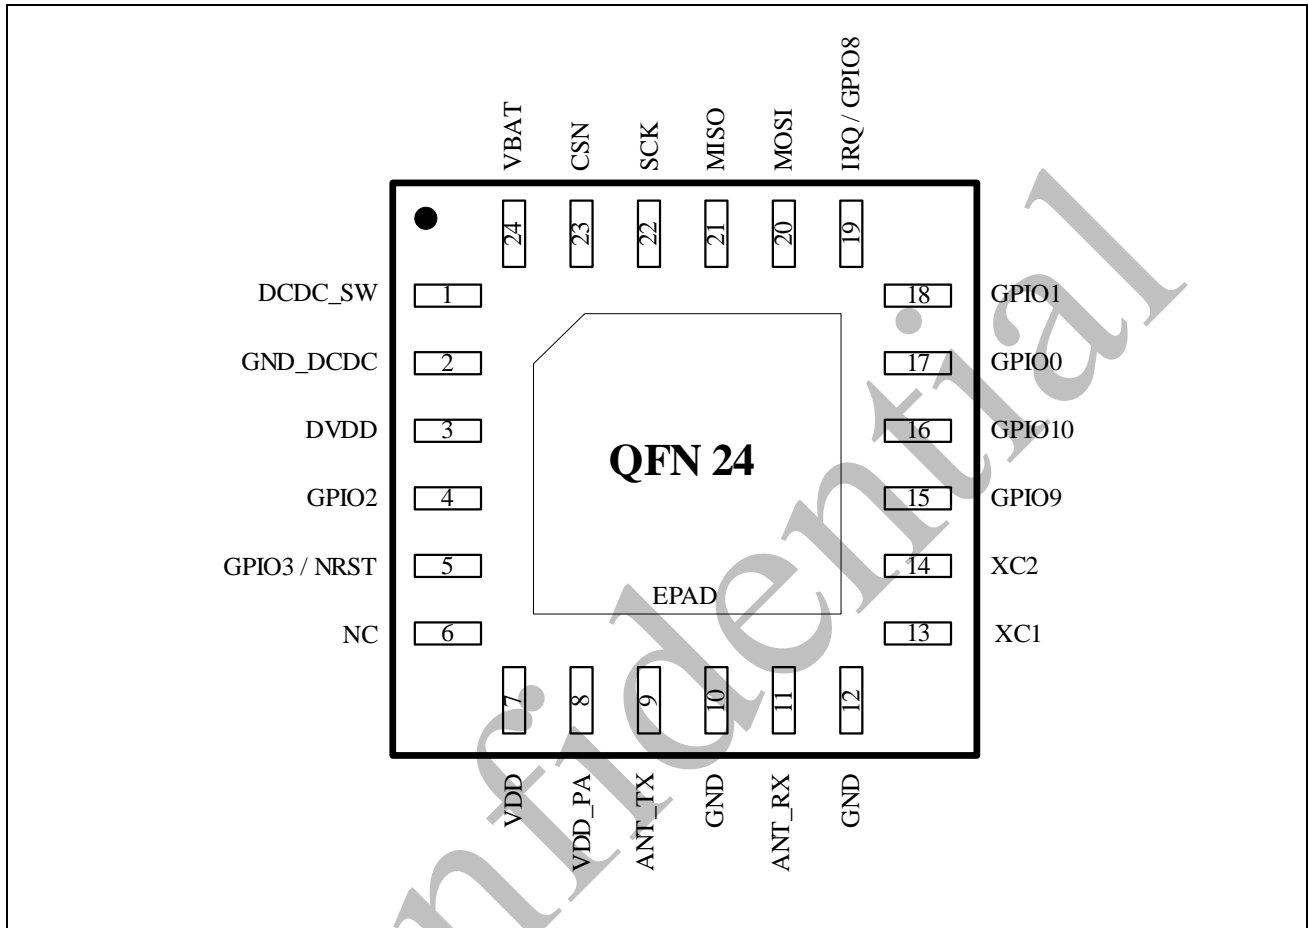 VBAT
CSN
SCK
MISO
MOSI
IRQ / GPIO8
24
23
22
21
20
19
DCDC_SW 1
18 GPIO1
GND_DCDC 2
17 GPIO0
DVDD 3
16 GPIO10
QFN 24
GPIO2 4
15 GPIO9
GPIO3 / NRST 5
14 XC2
EPAD
NC 6
13 XC1
7
8
9
10
11
12
VDD
VDD_PA
ANT_TX
GND
ANT_RX
GND
nfidential